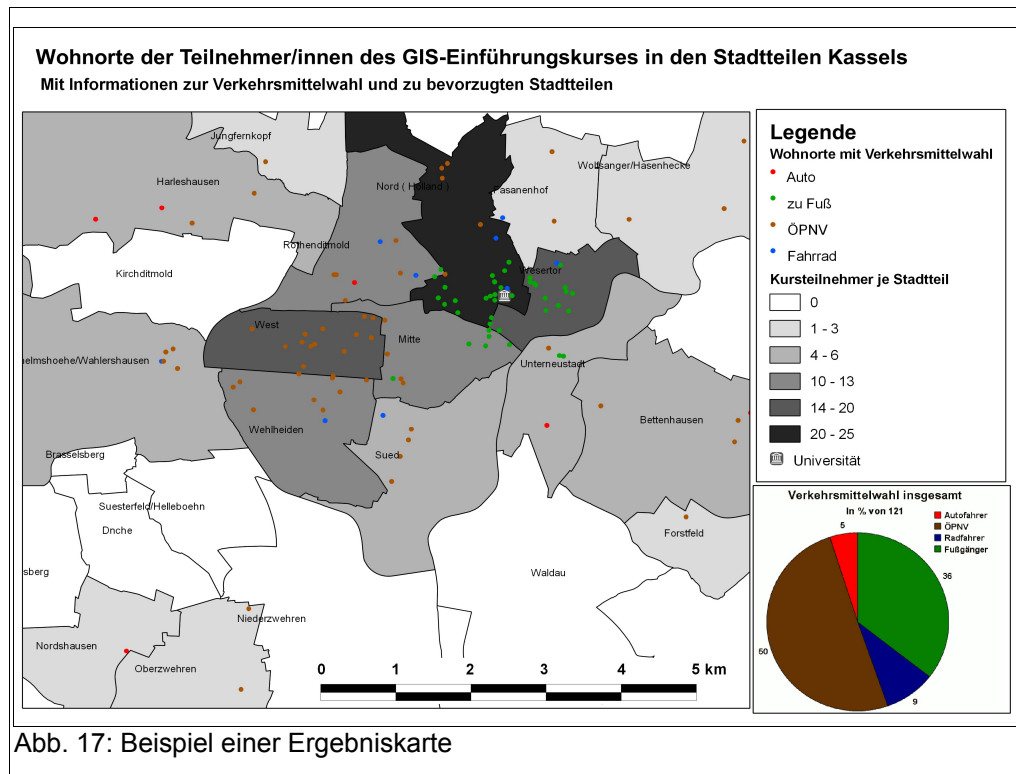 Wohnorte der Teilnehmer/innen des GIS-Einführungskurses in den Stadtteilen Kassels
Mit Informationen zur Verkehrsmittelwahl und zu bevorzugten Stadtteilen
Jungfernkopf
Harleshausen
Nord ( Holland )
Fasanenhof
Wolfsanger/Hasenhecke
Rothenditmold
Kirchditmold
Wesertor
West
Mitte
elmshoehe/Wahlershausen
Unterneustadt
Wehlheiden
Bettenhausen
Brasselsberg
Sued
Suesterfeld/Helleboehn
Dnche
Forstfeld
sberg
Waldau
Niederzwehren
Nordshausen
Oberzwehren
0 1 2 3 4 5 km
Legende
Wohnorte mit Verkehrsmittelwahl
Auto
zu Fuß
ÖPNV
Fahrrad
Kursteilnehmer je Stadtteil
0
1 - 3
4 - 6
10 - 13
14 - 20
20 - 25
Universität
Verkehrsmittelwahl insgesamt
In % von 121
Autofahrer
ÖPNV
Radfahrer
Fußgänger
5
36
50
9
Abb. 17: Beispiel einer Ergebniskarte